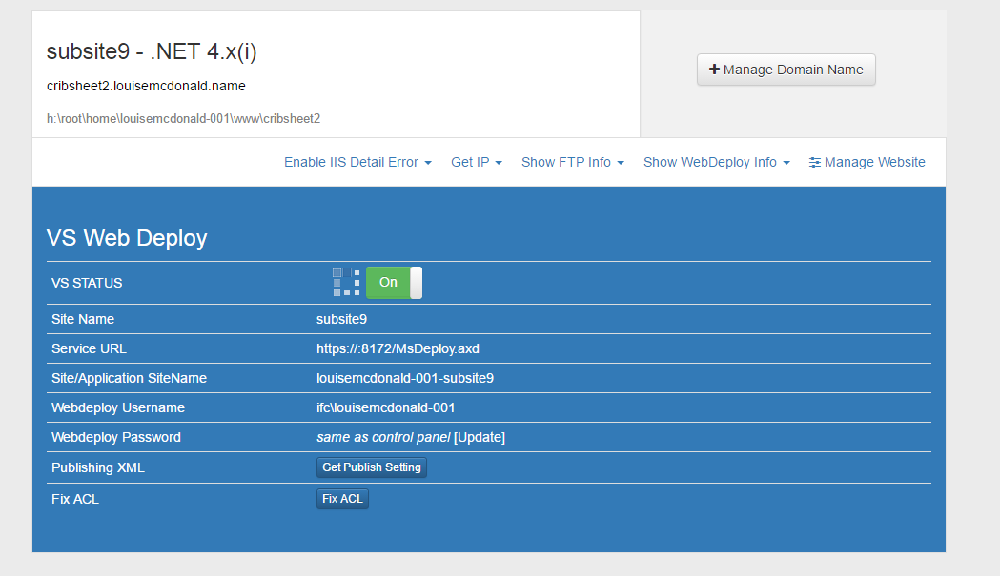 subsite9 - .NET 4.x(i)
cribsheet2.louisemcdonald.name
h:\root\home\louisemcdonald-001\www\cribsheet2
Manage Domain Name
Enable IIS Detail Error Get IP Show FTP Info Show WebDeploy Info Manage Website
VS Web Deploy
VS STATUS On
Site Name subsite9
Service URL https://:8172/MsDeploy.axd
Site/Application SiteName louisemcdonald-001-subsite9
Webdeploy Username ifc\louisemcdonald-001
Webdeploy Password same as control panel [Update]
Publishing XML Get Publish Setting
Fix ACL Fix ACL